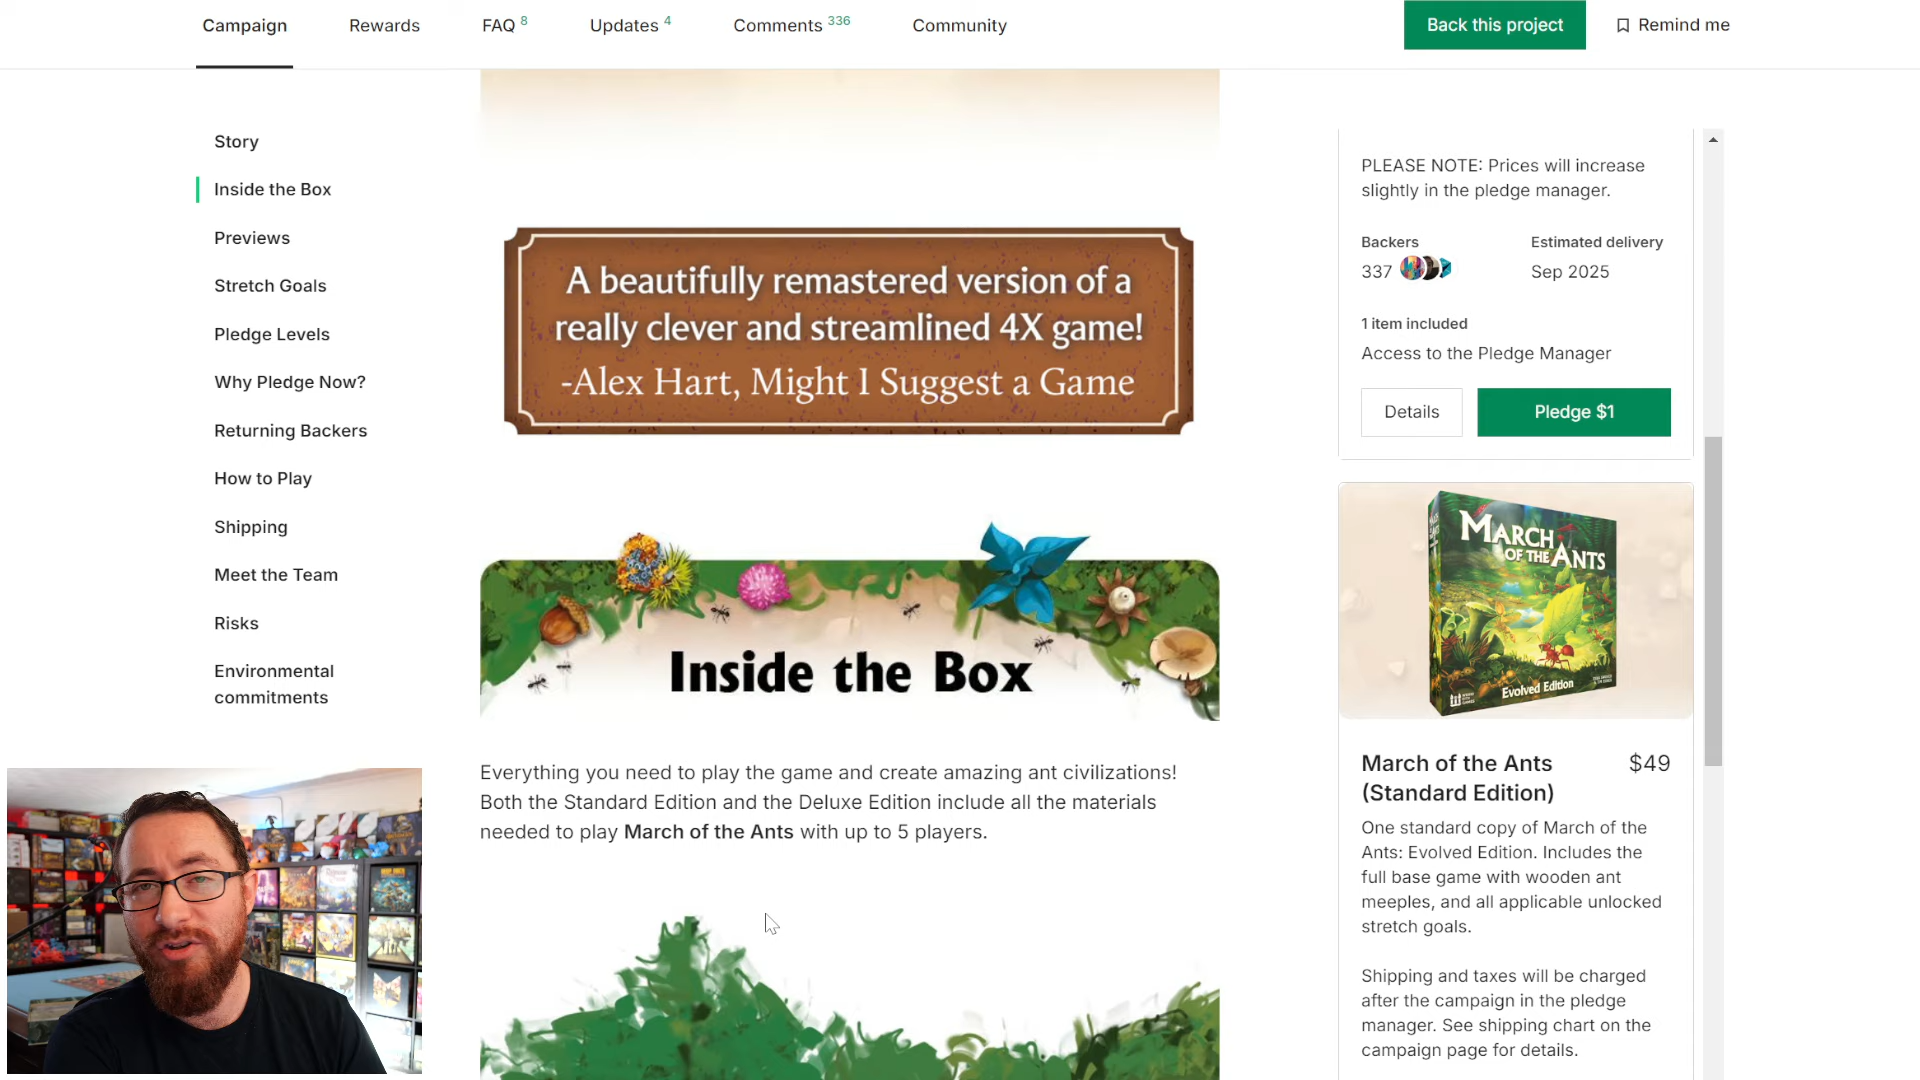 Campaign
Rewards
FAQ 8
Updates 4
Comments 336
Community
Back this project
Remind me
Story
Inside the Box
Previews
Stretch Goals
Pledge Levels
Why Pledge Now?
Returning Backers
How to Play
Shipping
Meet the Team
Risks
Environmental
commitments
A beautifully remastered version of a
really clever and streamlined 4X game!
-Alex Hart, Might I Suggest a Game
Inside the Box
Everything you need to play the game and create amazing ant civilizations!
Both the Standard Edition and the Deluxe Edition include all the materials
needed to play March of the Ants with up to 5 players.
PLEASE NOTE: Prices will increase
slightly in the pledge manager.
Backers
337
Estimated delivery
Sep 2025
1 item included
Access to the Pledge Manager
Details
Pledge $1
MARCH
OF THE ANTS
Evolved Edition
March of the Ants
(Standard Edition)
$49
One standard copy of March of the
Ants: Evolved Edition. Includes the
full base game with wooden ant
meeples, and all applicable unlocked
stretch goals.
Shipping and taxes will be charged
after the campaign in the pledge
manager. See shipping chart on the
campaign page for details.